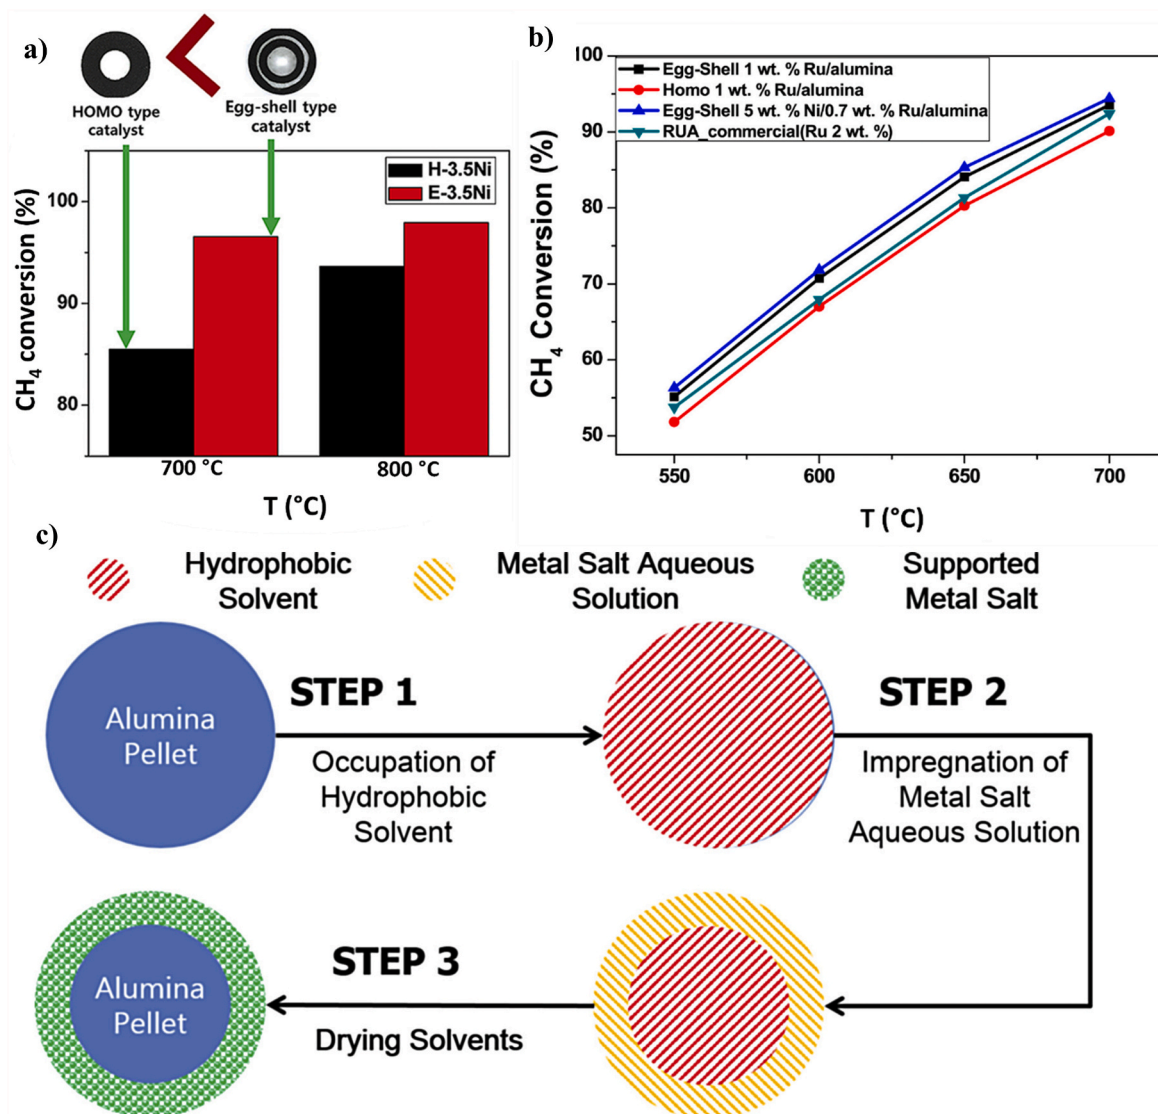 a)
HOMO type
catalyst
Egg-shell type
catalyst
H-3.5Ni
E-3.5Ni
CH4 conversion (%)
100
90
80
700 °C
800 °C
T (°C)
b)
Egg-Shell 1 wt. % Ru/alumina
Homo 1 wt. % Ru/alumina
Egg-Shell 5 wt. % Ni/0.7 wt. % Ru/alumina
RUA_commercial(Ru 2 wt. %)
CH4 Conversion (%)
100
90
80
70
60
50
550
600
650
700
T (°C)
c)
Hydrophobic
Solvent
Metal Salt Aqueous
Solution
Supported
Metal Salt
Alumina
Pellet
STEP 1
Occupation of
Hydrophobic
Solvent
STEP 2
Impregnation of
Metal Salt
Aqueous Solution
STEP 3
Drying Solvents
Alumina
Pellet